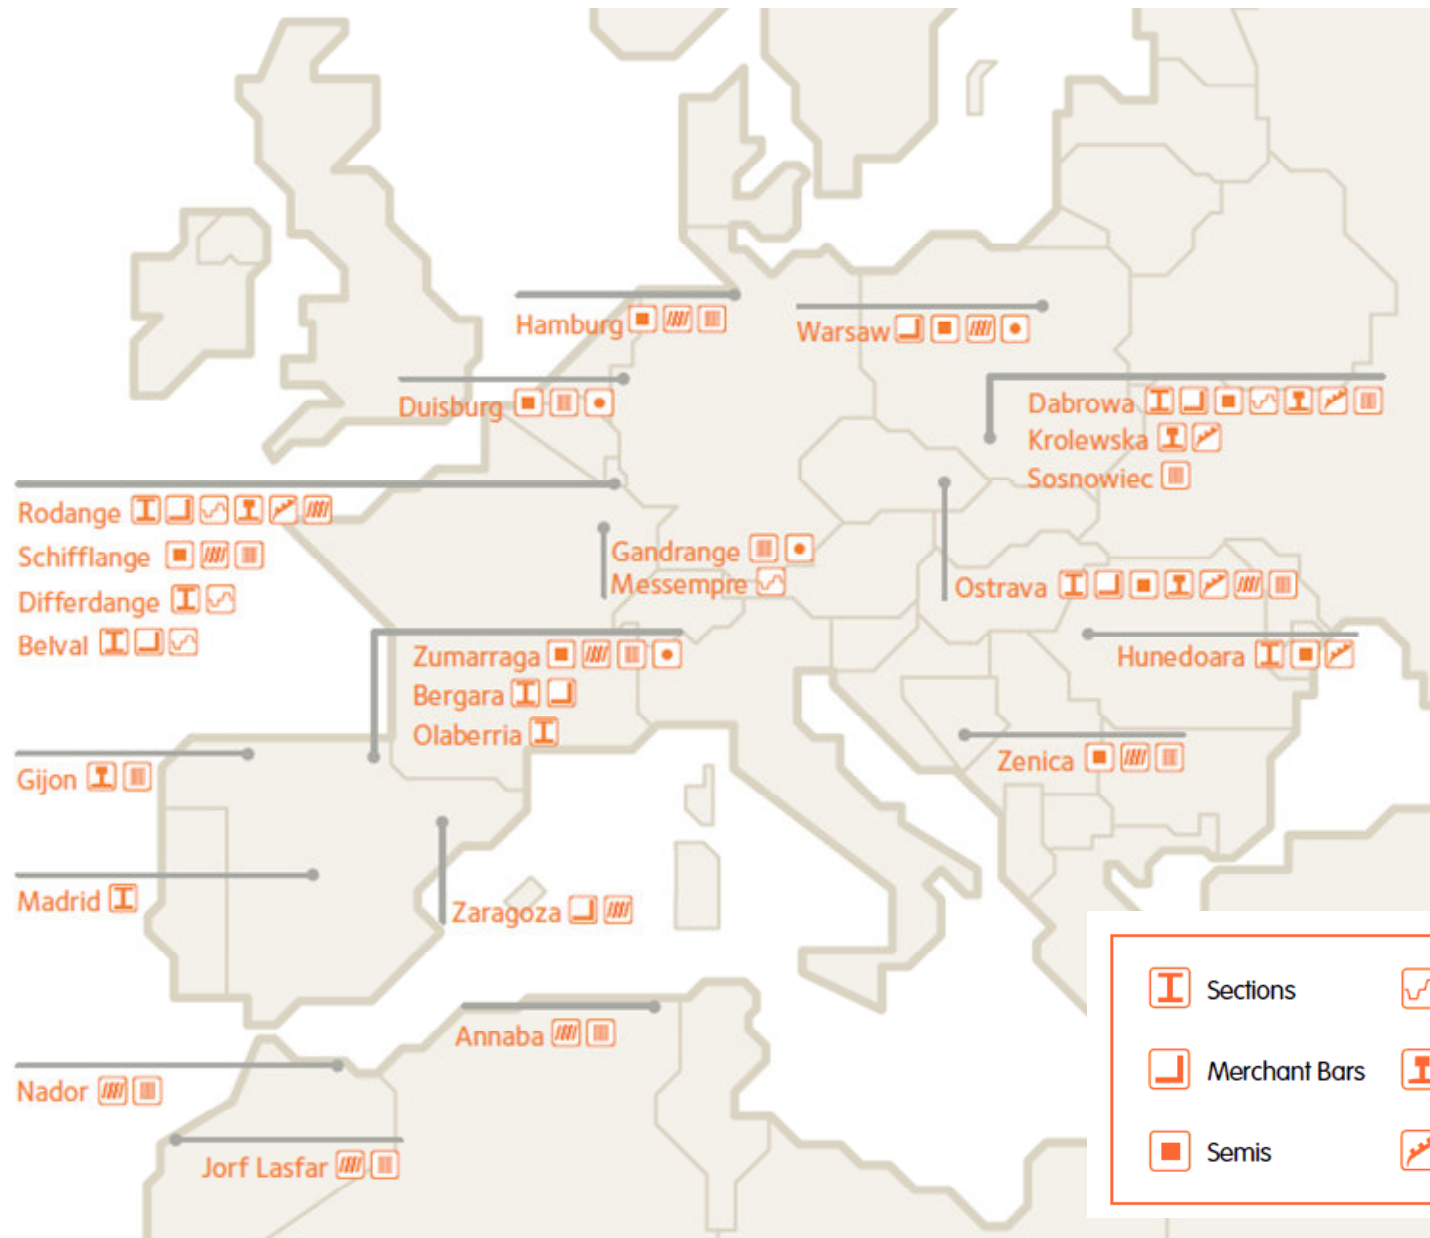 Hamburg
Warsaw
Duisburg
Dabrowa
Krolewska
Sosnowiec
Rodange
Schifflange
Differdange
Belval
Gandrange
Messempre
Ostrava
Zumarraga
Bergara
Olaberria
Hunedoara
Gijon
Zenica
Madrid
Zaragoza
Annaba
Nador
Jorf Lasfar
Sections
Merchant Bars
Semis